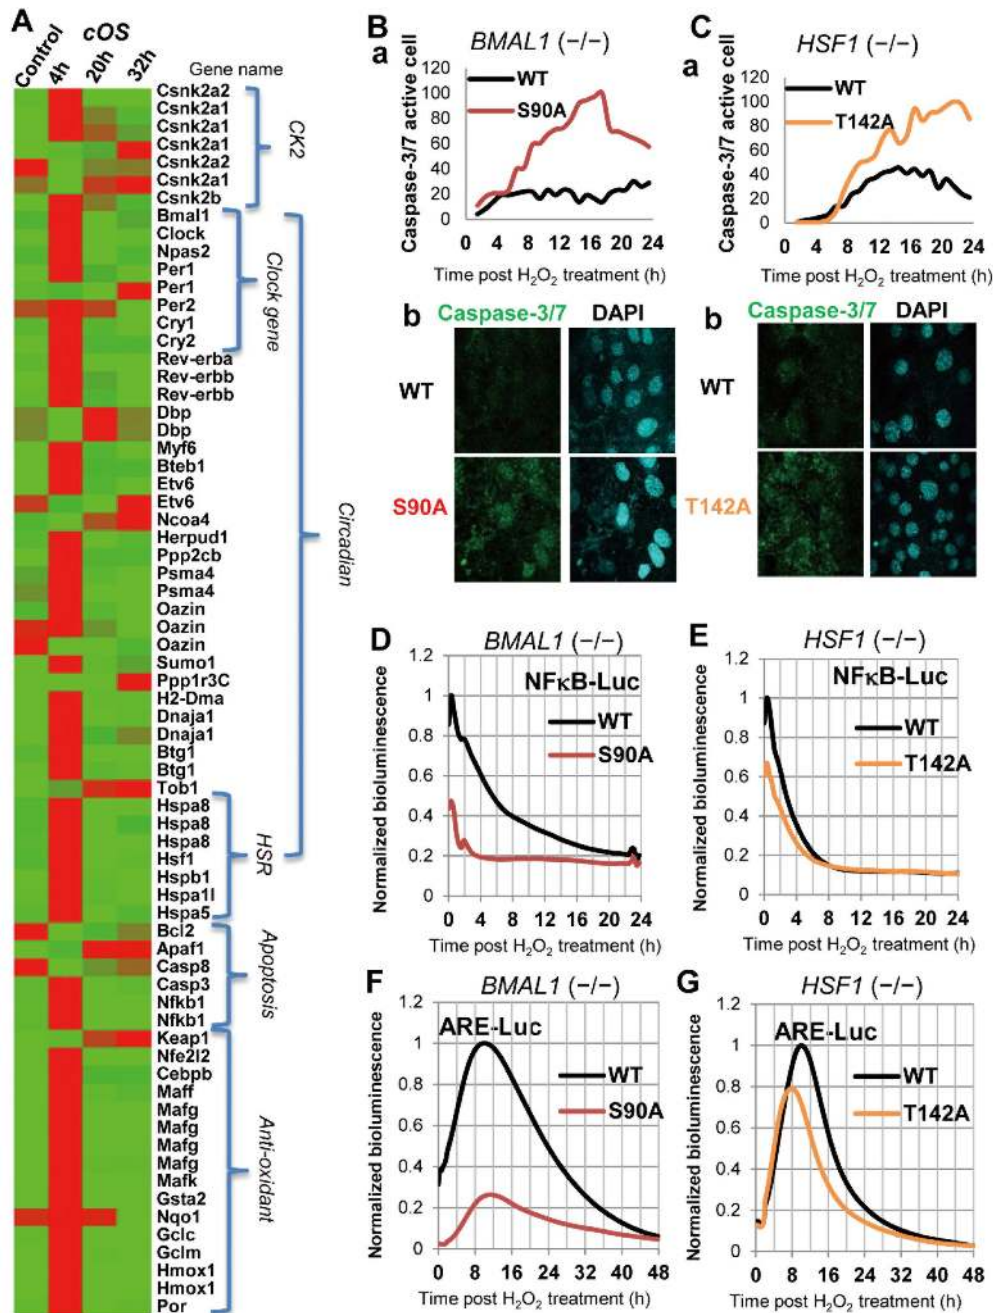 A
cOS
Control
4h
20h
32h
Gene name
Csnk2a2
Csnk2a1
Csnk2a1
Csnk2a1
Csnk2a2
Csnk2a1
Csnk2b
Bmal1
Clock
Npas2
Per1
Per1
Per2
Cry1
Cry2
Rev-erba
Rev-erbb
Rev-erbb
Dbp
Dbp
Myf6
Bteb1
Etv6
Etv6
Ncoa4
Herpud1
Ppp2cb
Psma4
Psma4
Oazin
Oazin
Oazin
Sumo1
Ppp1r3C
H2-Dma
Dnaja1
Dnaja1
Btg1
Btg1
Tob1
Hspa8
Hspa8
Hspa8
Hsf1
Hspb1
Hspa1l
Hspa5
Bcl2
Apaf1
Casp8
Casp3
Nfkb1
Nfkb1
Keap1
Nfe2l2
Cebpb
Maff
Mafg
Mafg
Mafg
Mafg
Mafk
Gsta2
Nqo1
Gclc
Gclm
Hmox1
Hmox1
Por
CK2
Clock gene
Circadian
HSR
Apoptosis
Anti-oxidant
B
BMAL1 (−/−)
a
Caspase-3/7 active cell
120
100
80
60
40
20
0
WT
S90A
0 4 8 12 16 20 24
Time post H2O2 treatment (h)
b
Caspase-3/7 DAPI
WT
S90A
C
HSF1 (−/−)
a
Caspase-3/7 active cell
120
100
80
60
40
20
0
WT
T142A
0 4 8 12 16 20 24
Time post H2O2 treatment (h)
b
Caspase-3/7 DAPI
WT
T142A
D
BMAL1 (−/−)
Normalized bioluminescence
1.2
1
0.8
0.6
0.4
0.2
0
NFκB-Luc
WT
S90A
0 4 8 12 16 20 24
Time post H2O2 treatment (h)
E
HSF1 (−/−)
Normalized bioluminescence
1.2
1
0.8
0.6
0.4
0.2
0
NFκB-Luc
WT
T142A
0 4 8 12 16 20 24
Time post H2O2 treatment (h)
F
BMAL1 (−/−)
Normalized bioluminescence
1.2
1
0.8
0.6
0.4
0.2
0
ARE-Luc
WT
S90A
0 8 16 24 32 40 48
Time post H2O2 treatment (h)
G
HSF1 (−/−)
Normalized bioluminescence
1.2
1
0.8
0.6
0.4
0.2
0
ARE-Luc
WT
T142A
0 8 16 24 32 40 48
Time post H2O2 treatment (h)